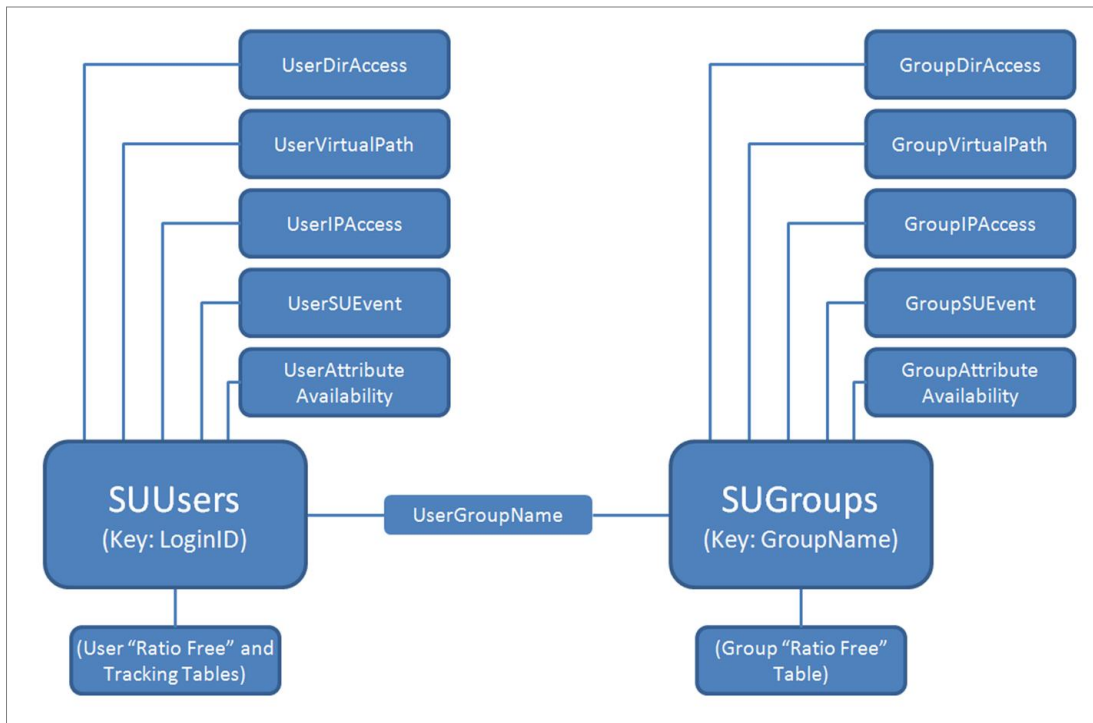 UserDirAccess
UserVirtualPath
UserIPAccess
UserSUEvent
UserAttribute
Availability
SUUsers
(Key: LoginID)
(User “Ratio Free” and
Tracking Tables)
UserGroupName
GroupDirAccess
GroupVirtualPath
GroupIPAccess
GroupSUEvent
GroupAttribute
Availability
SUGroups
(Key: GroupName)
(Group “Ratio Free”
Table)